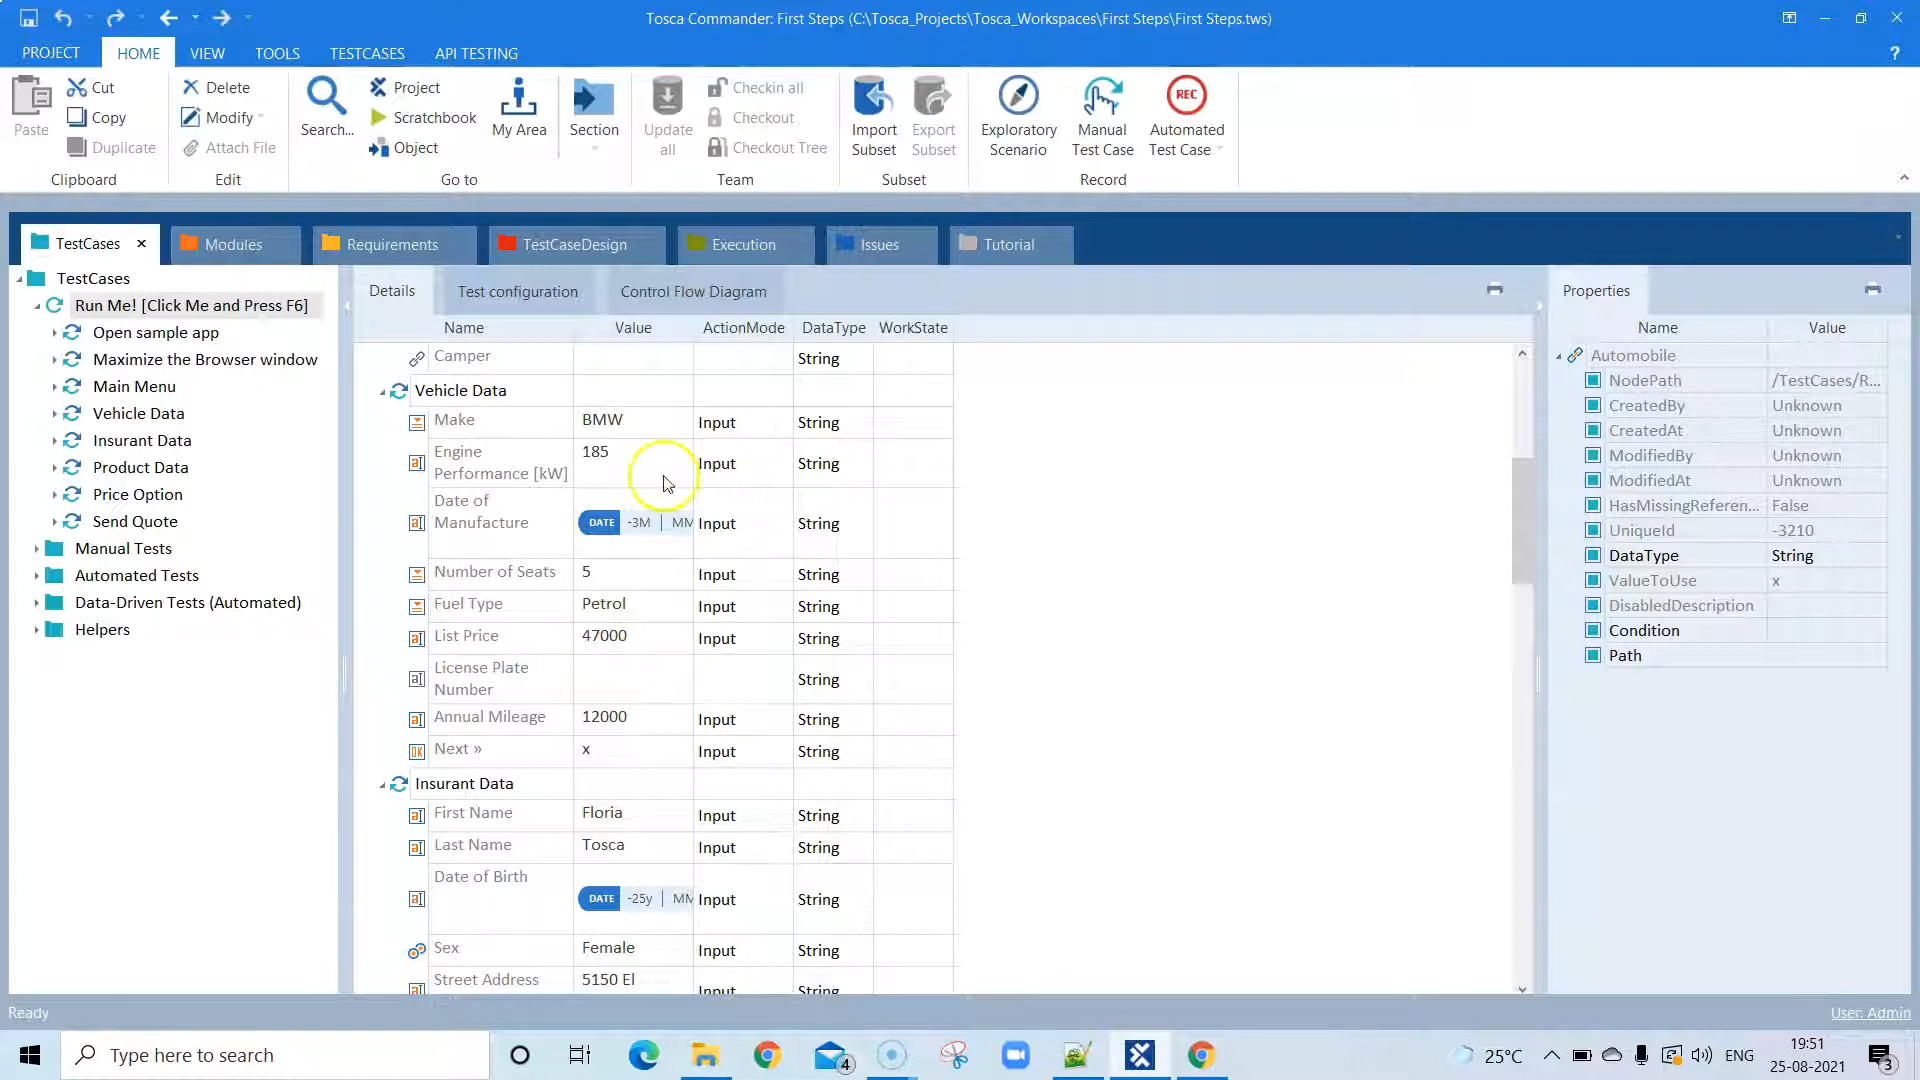 Tosca Commander: First Steps (C:\Tosca_Projects\Tosca_Workspaces\First Steps\First Steps.tws)
PROJECT HOME VIEW TOOLS TESTCASES API TESTING ?
Paste Cut Copy Duplicate
Clipboard
Delete Modify Attach File
Edit
Search... Project Scratchbook Object My Area Section
Go to
Update all Checkin all Checkout Checkout Tree
Team
Import Subset Export Subset
Subset
Exploratory Scenario Manual Test Case REC Automated Test Case
Record
TestCases Modules Requirements TestCaseDesign Execution Issues Tutorial
TestCases
Run Me! [Click Me and Press F6]
Open sample app
Maximize the Browser window
Main Menu
Vehicle Data
Insurant Data
Product Data
Price Option
Send Quote
Manual Tests
Automated Tests
Data-Driven Tests (Automated)
Helpers
Details Test configuration Control Flow Diagram
Name Value ActionMode DataType WorkState
Camper String
Vehicle Data
Make BMW Input String
Engine Performance [kW] 185 Input String
Date of Manufacture DATE -3M MM Input String
Number of Seats 5 Input String
Fuel Type Petrol Input String
List Price 47000 Input String
License Plate Number String
Annual Mileage 12000 Input String
Next » x Input String
Insurant Data
First Name Floria Input String
Last Name Tosca Input String
Date of Birth DATE -25y MM Input String
Sex Female Input String
Street Address 5150 El Input String
Properties
Name Value
Automobile
NodePath /TestCases/R...
CreatedBy Unknown
CreatedAt Unknown
ModifiedBy Unknown
ModifiedAt Unknown
HasMissingReferen... False
UniqueId -3210
DataType String
ValueToUse x
DisabledDescription
Condition
Path
Ready User: Admin
Type here to search 4 25°C ENG 19:51
25-08-2021 3